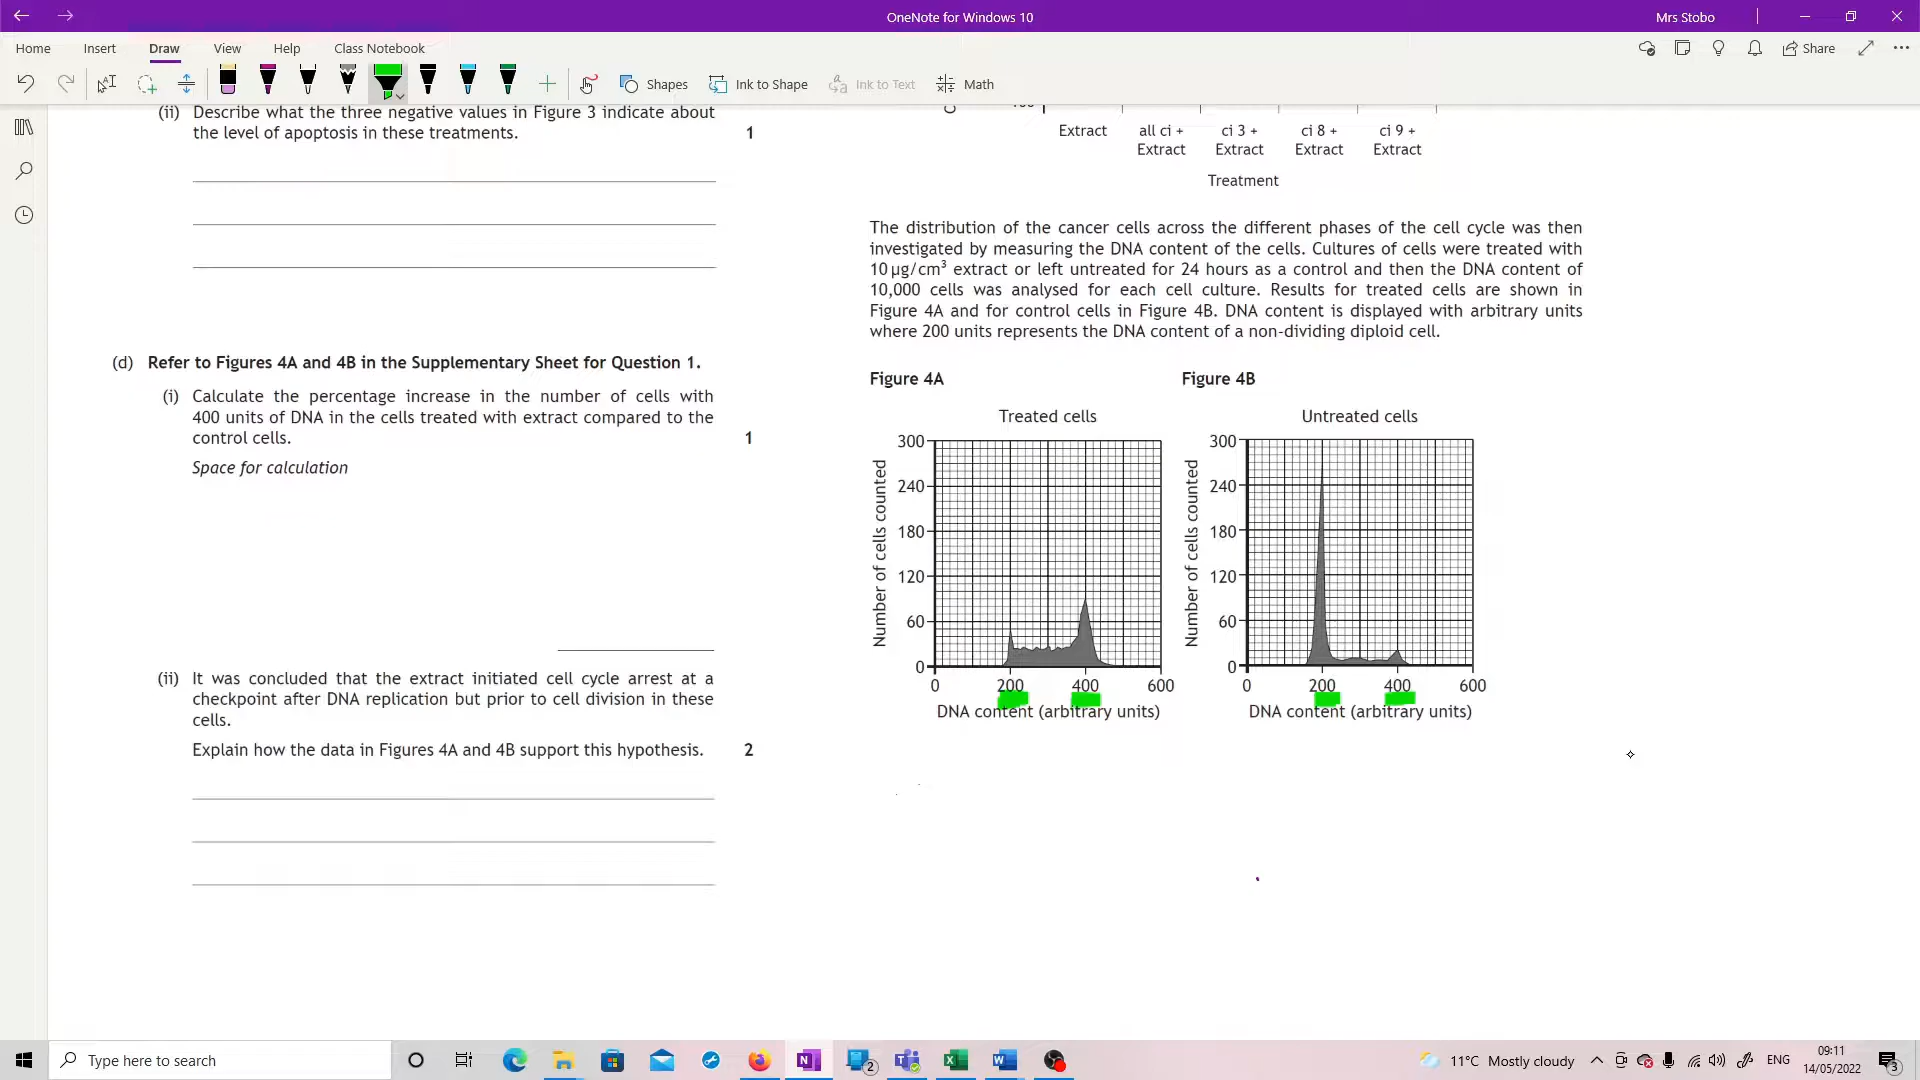 OneNote for Windows 10
Mrs Stobo
Home
Insert
Draw
View
Help
Class Notebook
Share
Shapes
Ink to Shape
Ink to Text
Math
(ii) Describe what the three negative values in Figure 3 indicate about
the level of apoptosis in these treatments.
1
(d) Refer to Figures 4A and 4B in the Supplementary Sheet for Question 1.
(i) Calculate the percentage increase in the number of cells with
400 units of DNA in the cells treated with extract compared to the
control cells.
1
Space for calculation
(ii) It was concluded that the extract initiated cell cycle arrest at a
checkpoint after DNA replication but prior to cell division in these
cells.
Explain how the data in Figures 4A and 4B support this hypothesis.
2
Extract
all ci +
Extract
ci 3 +
Extract
ci 8 +
Extract
ci 9 +
Extract
Treatment
The distribution of the cancer cells across the different phases of the cell cycle was then
investigated by measuring the DNA content of the cells. Cultures of cells were treated with
10 µg/cm³ extract or left untreated for 24 hours as a control and then the DNA content of
10,000 cells was analysed for each cell culture. Results for treated cells are shown in
Figure 4A and for control cells in Figure 4B. DNA content is displayed with arbitrary units
where 200 units represents the DNA content of a non-dividing diploid cell.
Figure 4A
Treated cells
Number of cells counted
300
240
180
120
60
0
0 200 400 600
DNA content (arbitrary units)
Figure 4B
Untreated cells
Number of cells counted
300
240
180
120
60
0
0 200 400 600
DNA content (arbitrary units)
Type here to search
2
11°C Mostly cloudy
ENG
09:11
14/05/2022
3